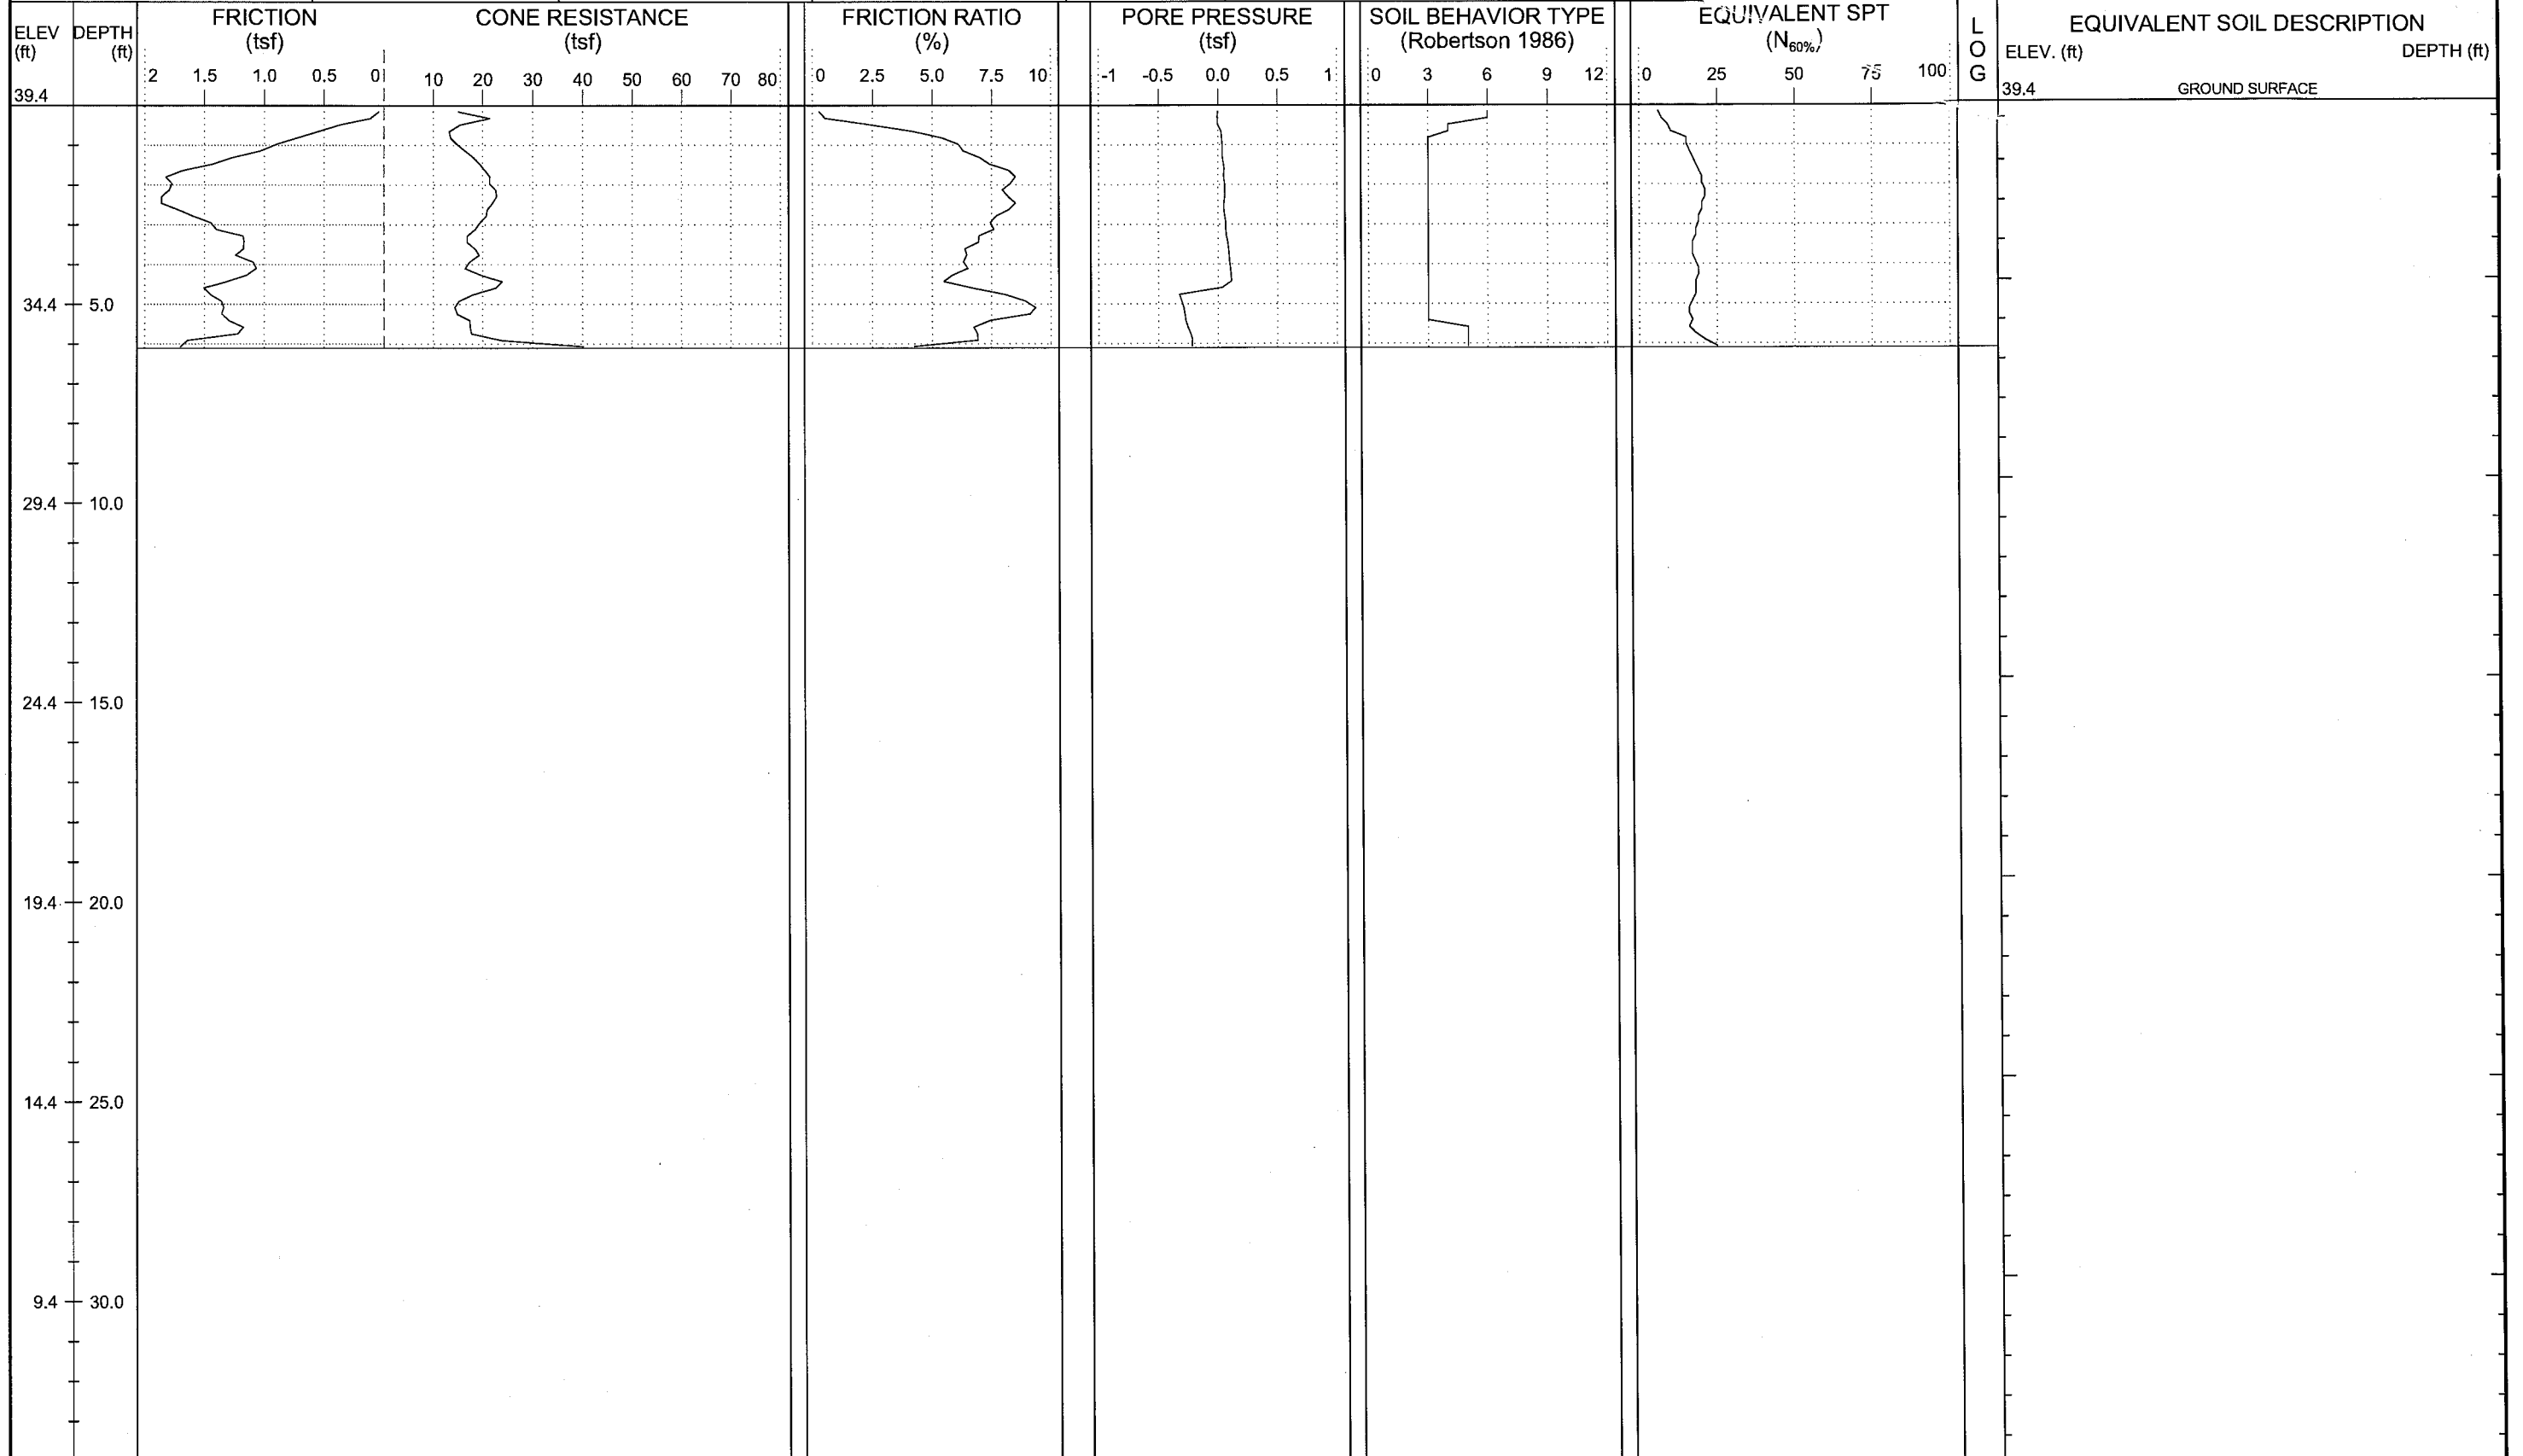 FRICTION CONE RESISTANCE FRICTION RATIO PORE PRESSURE SOIL BEHAVIOR TYPE EQUIVALENT SPT L EQUIVALENT SOIL DESCRIPTION
ELEV DEPTH (tsf) (tsf) (%) (tsf) (Robertson 1986) (N60%) O
(ft) (ft) ELEV. (ft) DEPTH (ft)
2 1.5 1.0 0.5 0 10 20 30 40 50 60 70 80 0 2.5 5.0 7.5 10 -1 -0.5 0.0 0.5 1 0 3 6 9 12 0 25 50 75 100 G
39.4 39.4 GROUND SURFACE
34.4 5.0
29.4 10.0
24.4 15.0
19.4 20.0
14.4 25.0
9.4 30.0